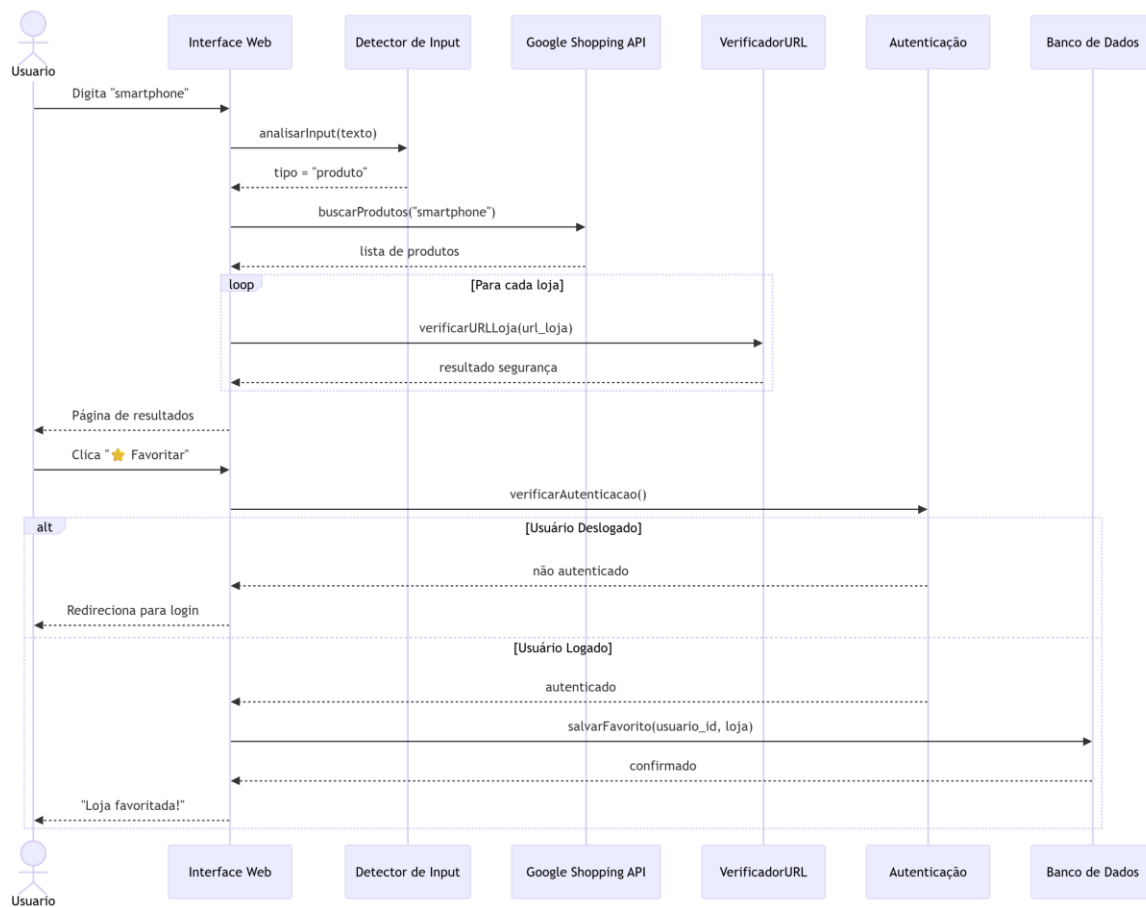 Usuario
Interface Web
Detector de Input
Google Shopping API
VerificadorURL
Autenticação
Banco de Dados
Digita "smartphone"
analisarInput(texto)
tipo = "produto"
buscarProdutos("smartphone")
lista de produtos
loop
[Para cada loja]
verificarURLLoja(url_loja)
resultado segurança
Página de resultados
Clica "⭐ Favoritar"
verificarAutenticacao()
alt
[Usuário Deslogado]
não autenticado
Redireciona para login
[Usuário Logado]
autenticado
salvarFavorito(usuario_id, loja)
confirmado
"Loja favoritada!"
Usuario
Interface Web
Detector de Input
Google Shopping API
VerificadorURL
Autenticação
Banco de Dados